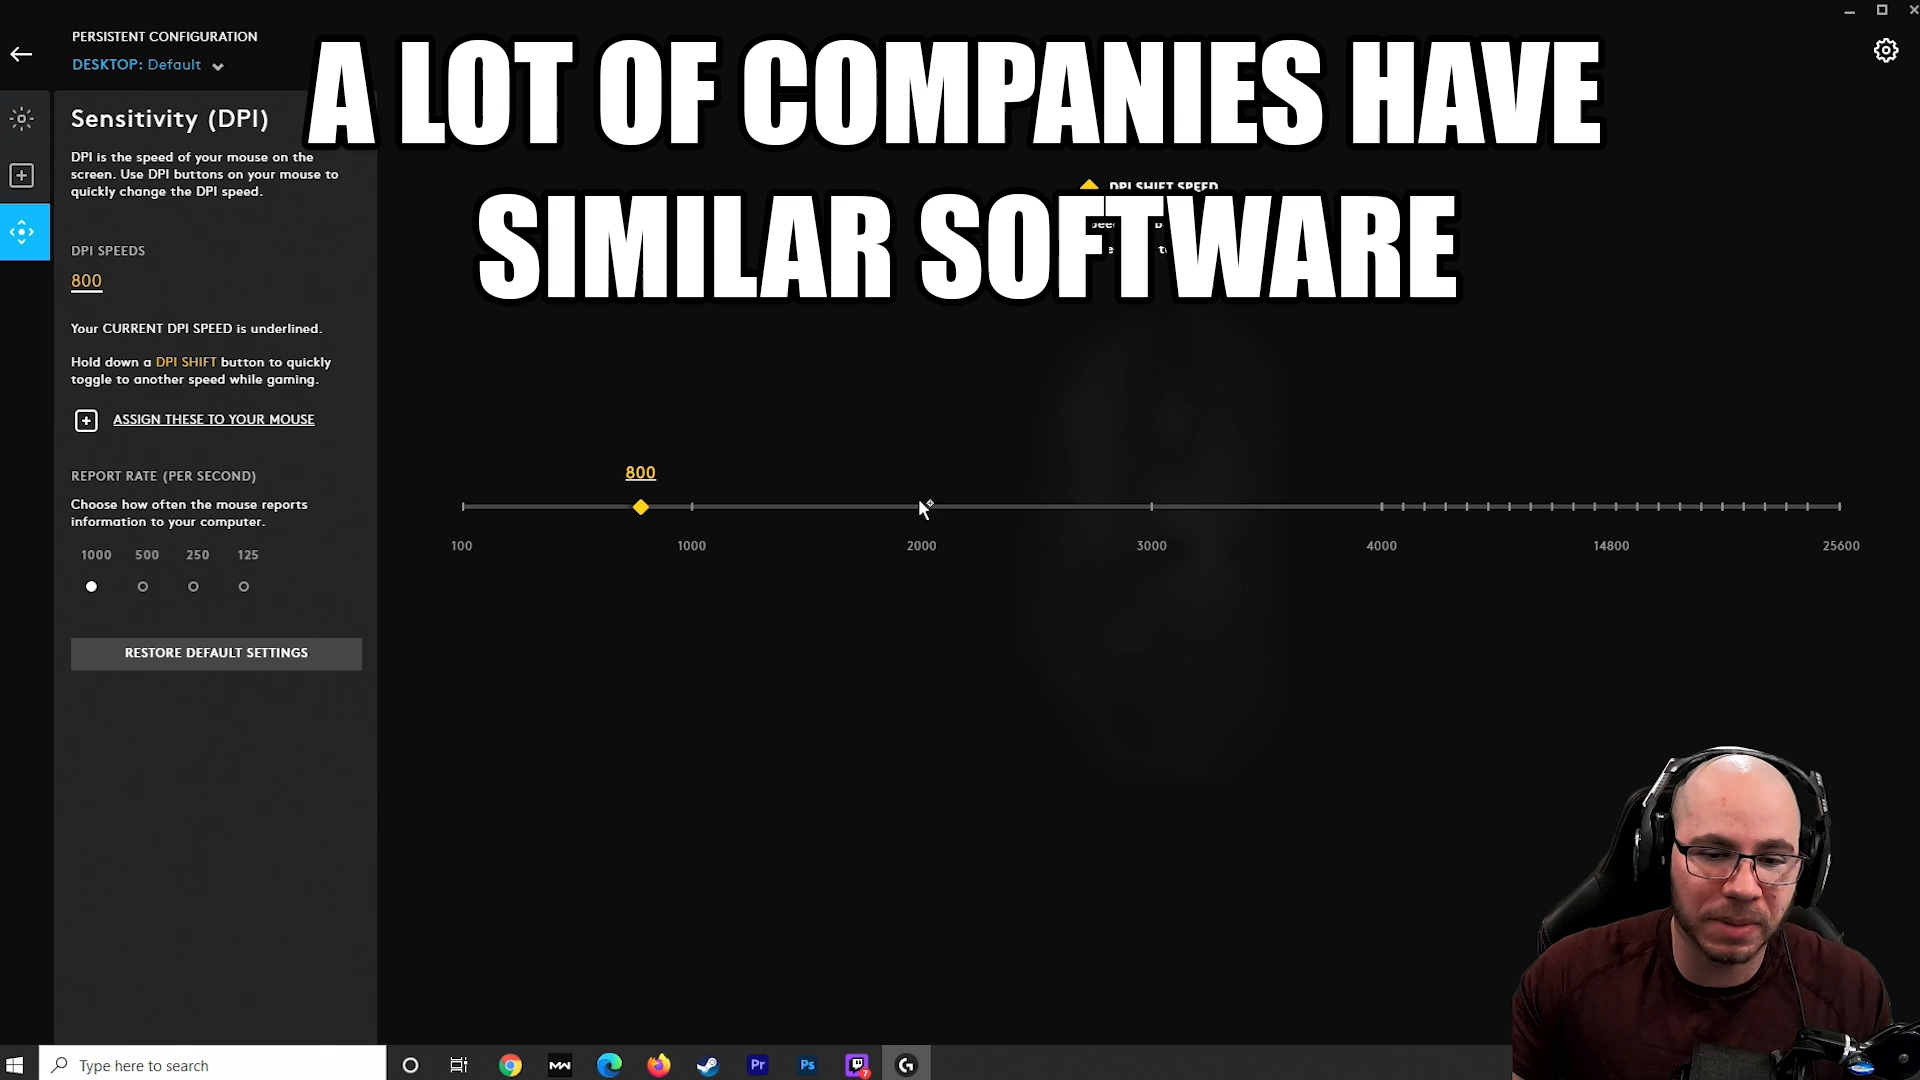 PERSISTENT CONFIGURATION
DESKTOP: Default
A LOT OF COMPANIES HAVE
SIMILAR SOFTWARE
Sensitivity (DPI)
DPI is the speed of your mouse on the
screen. Use DPI buttons on your mouse to
quickly change the DPI speed.
DPI SHIFT SPEED
DPI SPEEDS
800
Your CURRENT DPI SPEED is underlined.
Hold down a DPI SHIFT button to quickly
toggle to another speed while gaming.
ASSIGN THESE TO YOUR MOUSE
REPORT RATE (PER SECOND)
Choose how often the mouse reports
information to your computer.
1000 500 250 125
RESTORE DEFAULT SETTINGS
800
100 1000 2000 3000 4000 14800 25600
Type here to search
MW
Pr
Ps
7